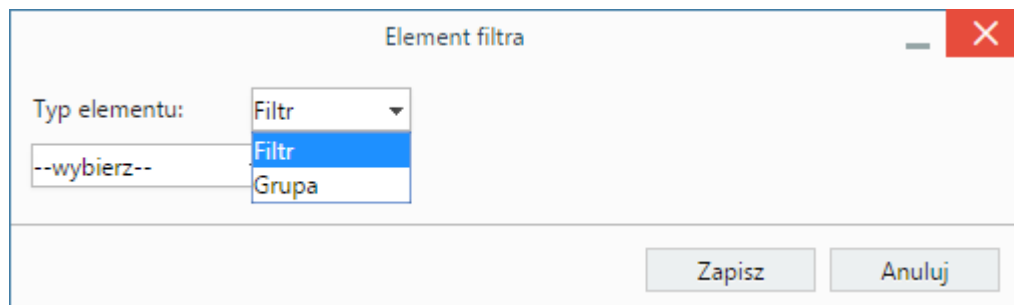 Element filtra
Typ elementu: Filtr
Filtr
--wybierz--
Grupa
Zapisz Anuluj